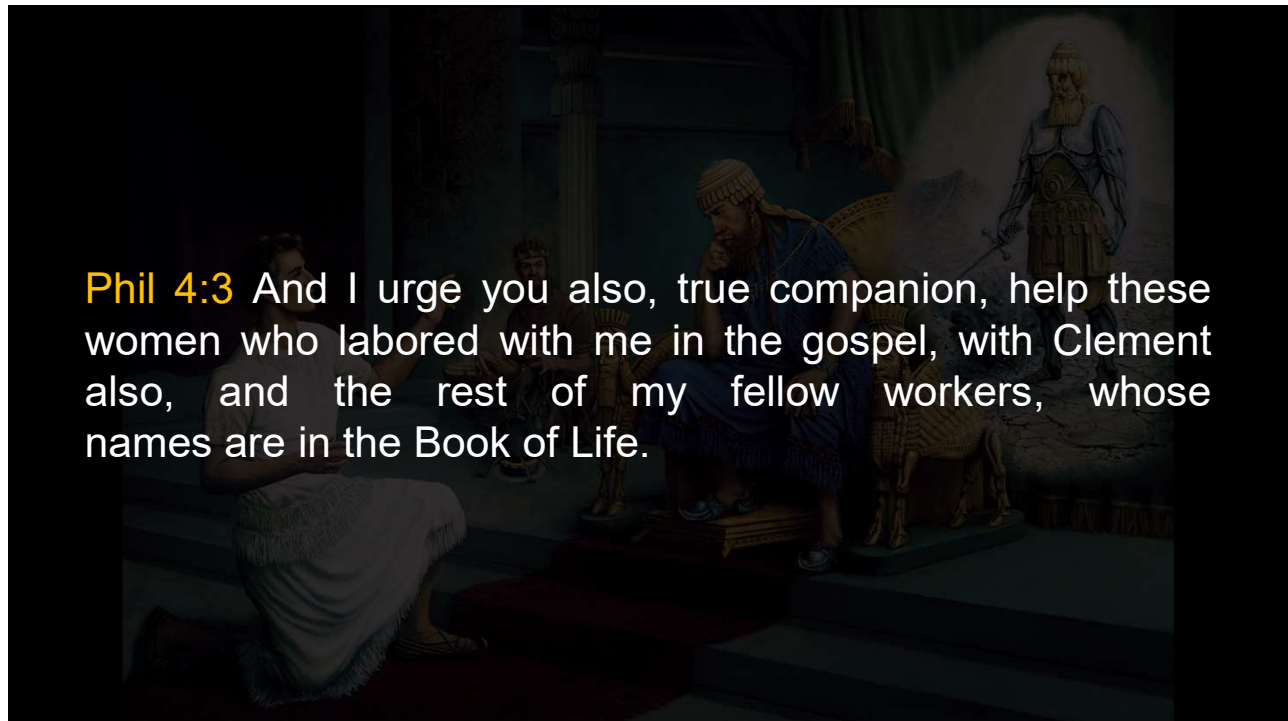 Phil 4:3 And I urge you also, true companion, help these
women who labored with me in the gospel, with Clement
also, and the rest of my fellow workers, whose
names are in the Book of Life.